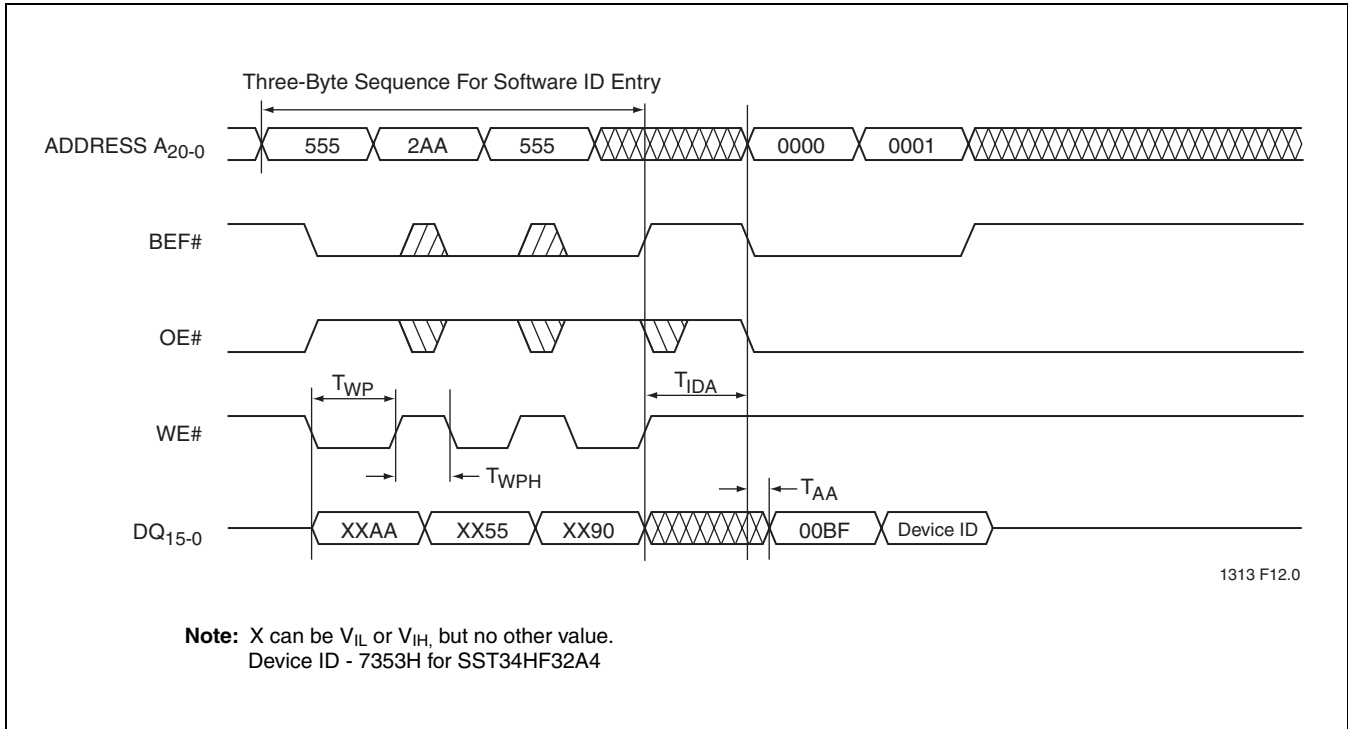 Three-Byte Sequence For Software ID Entry
ADDRESS A20-0
555
2AA
555
0000
0001
BEF#
OE#
TWP
TIDA
WE#
TWPH
TAA
DQ15-0
XXAA
XX55
XX90
00BF
Device ID
1313 F12.0
Note: X can be VIL or VIH, but no other value.
Device ID - 7353H for SST34HF32A4